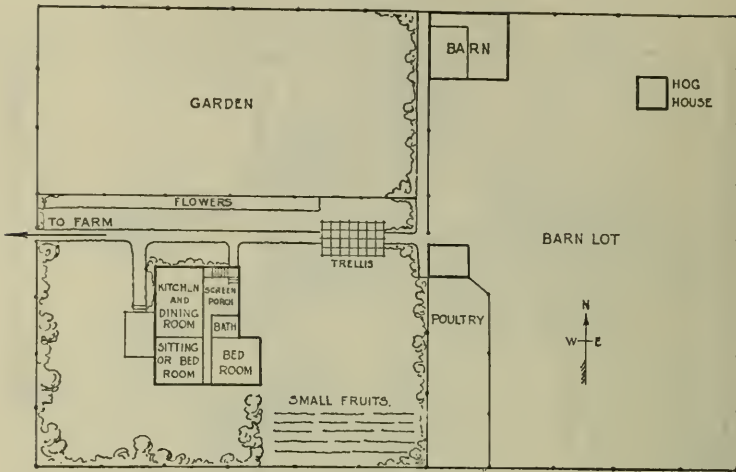 BARN
HOG
HOUSE
GARDEN
FLOWERS
TO FARM
TRELLIS
BARN LOT
KITCHEN
AND
DINING
ROOM
SCREEN
PORCH
BATH
SITTING
OR BED
ROOM
BED
ROOM
POULTRY
N
W E
SMALL FRUITS.